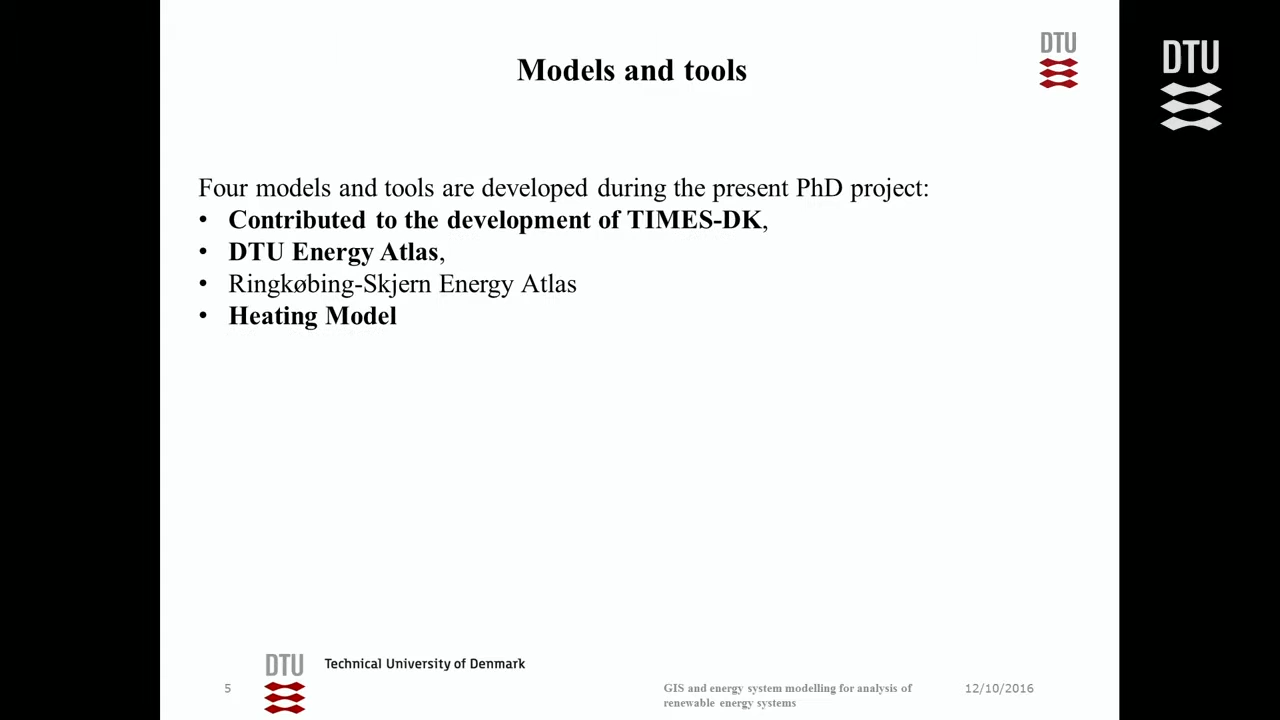 Models and tools
DTU
DTU
Four models and tools are developed during the present PhD project:
• Contributed to the development of TIMES-DK,
• DTU Energy Atlas,
• Ringkøbing-Skjern Energy Atlas
• Heating Model
DTU
Technical University of Denmark
5
GIS and energy system modelling for analysis of
renewable energy systems
12/10/2016